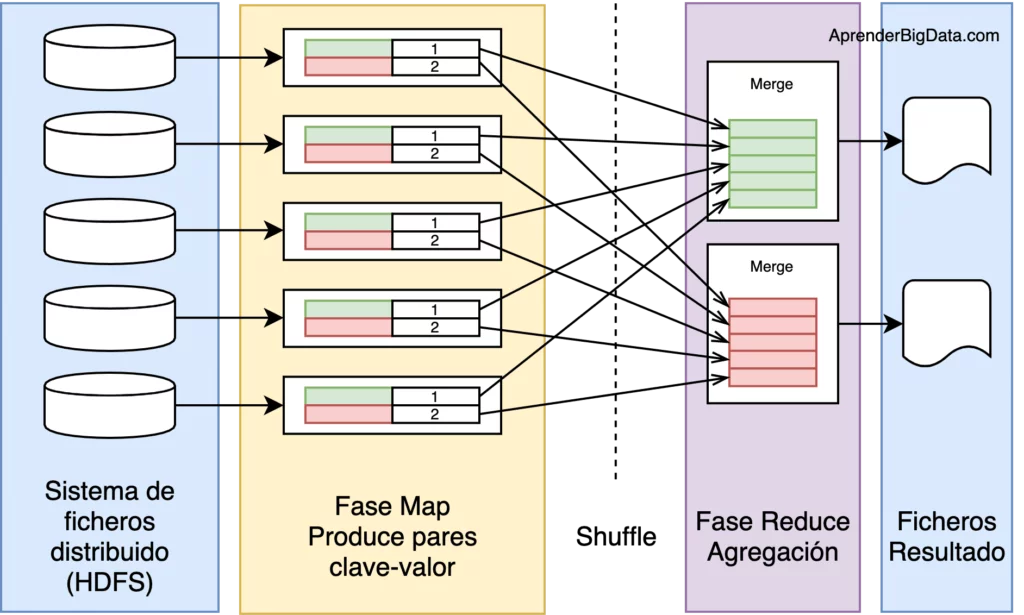 AprenderBigData.com
1
2
1
2
1
2
1
2
1
2
Merge
Merge
Sistema de
ficheros
distribuido
(HDFS)
Fase Map
Produce pares
clave-valor
Shuffle
Fase Reduce
Agregación
Ficheros
Resultado